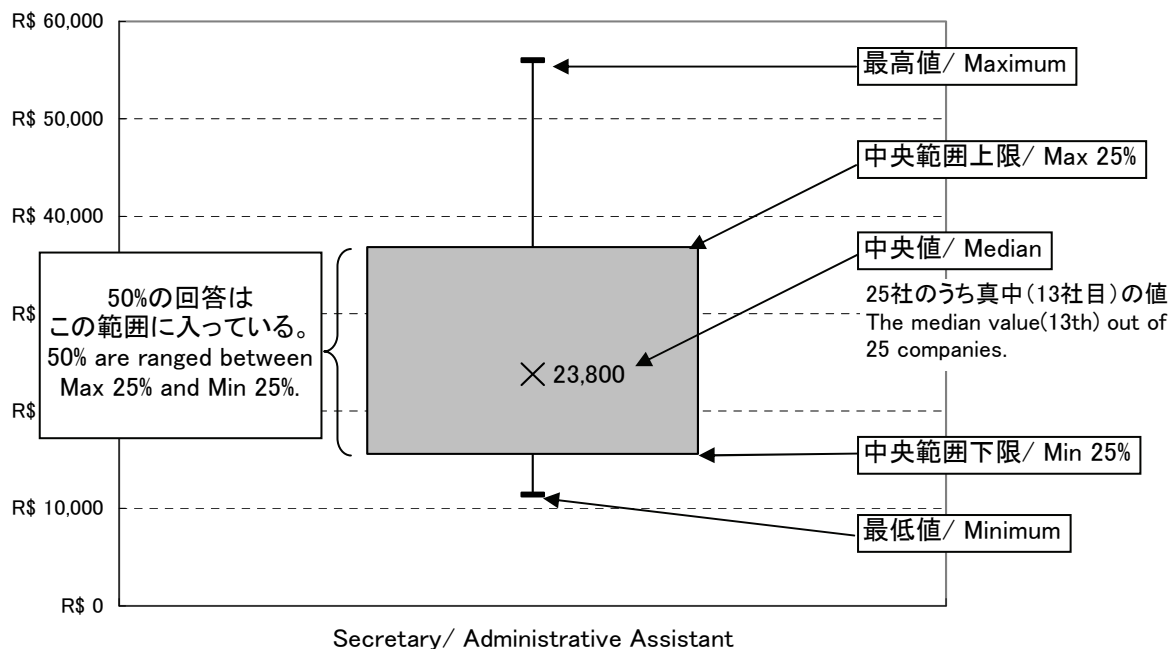 R$ 60,000
R$ 50,000
R$ 40,000
R$
R$
R$ 10,000
R$ 0
50%の回答は
この範囲に入っている。
50% are ranged between
Max 25% and Min 25%.
23,800
最高値/ Maximum
中央範囲上限/ Max 25%
中央値/ Median
25社のうち真中(13社目)の値
The median value(13th) out of
25 companies.
中央範囲下限/ Min 25%
最低値/ Minimum
Secretary/ Administrative Assistant